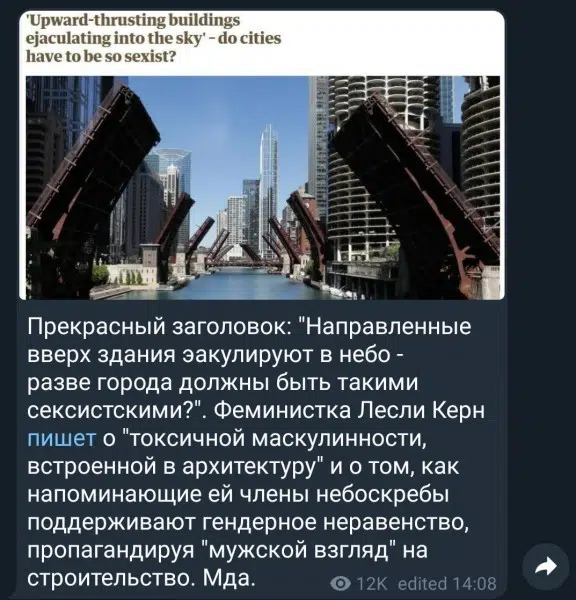 'Upward-thrusting buildings
ejaculating into the sky' – do cities
have to be so sexist?
Прекрасный заголовок: "Направленные
вверх здания эакулируют в небо -
разве города должны быть такими
сексистскими?". Феминистка Лесли Керн
пишет о "токсичной маскулинности,
встроенной в архитектуру" и о том, как
напоминающие ей члены небоскребы
поддерживают гендерное неравенство,
пропагандируя "мужской взгляд" на
строительство. Мда.
12K edited 14:08